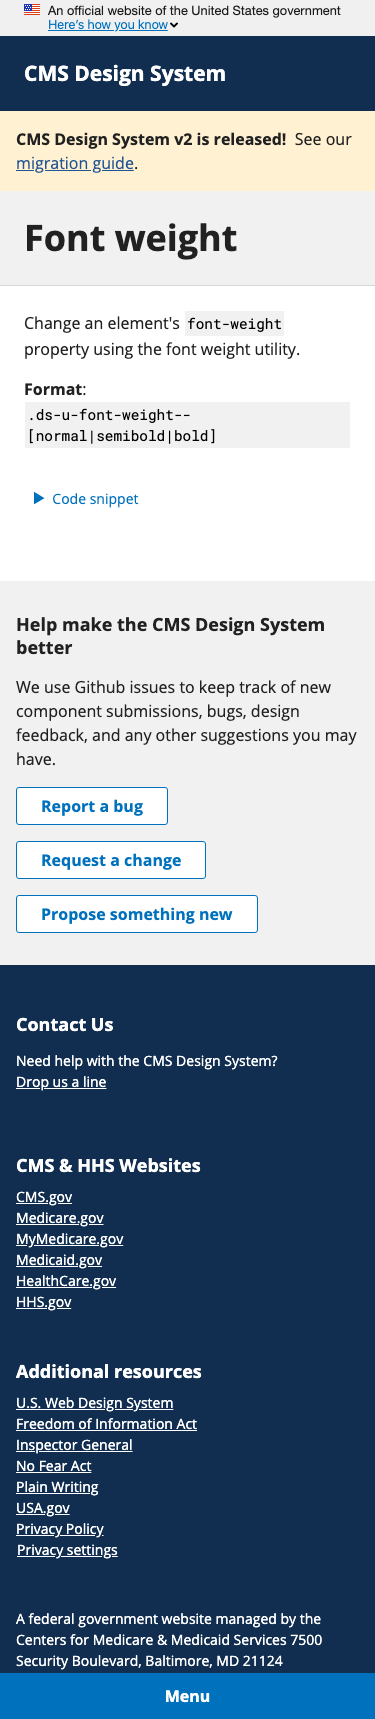 An official website of the United States government
Here's how you know
CMS Design System
CMS Design System v2 is released! See our
migration guide.
Font weight
Change an element's font-weight
property using the font weight utility.
Format:
.ds-u-font-weight--
[normal|semibold|bold]
Code snippet
Help make the CMS Design System
better
We use Github issues to keep track of new
component submissions, bugs, design
feedback, and any other suggestions you may
have.
Report a bug
Request a change
Propose something new
Contact Us
Need help with the CMS Design System?
Drop us a line
CMS & HHS Websites
CMS.gov
Medicare.gov
MyMedicare.gov
Medicaid.gov
HealthCare.gov
HHS.gov
Additional resources
U.S. Web Design System
Freedom of Information Act
Inspector General
No Fear Act
Plain Writing
USA.gov
Privacy Policy
Privacy settings
A federal government website managed by the
Centers for Medicare & Medicaid Services 7500
Security Boulevard, Baltimore, MD 21124
Menu